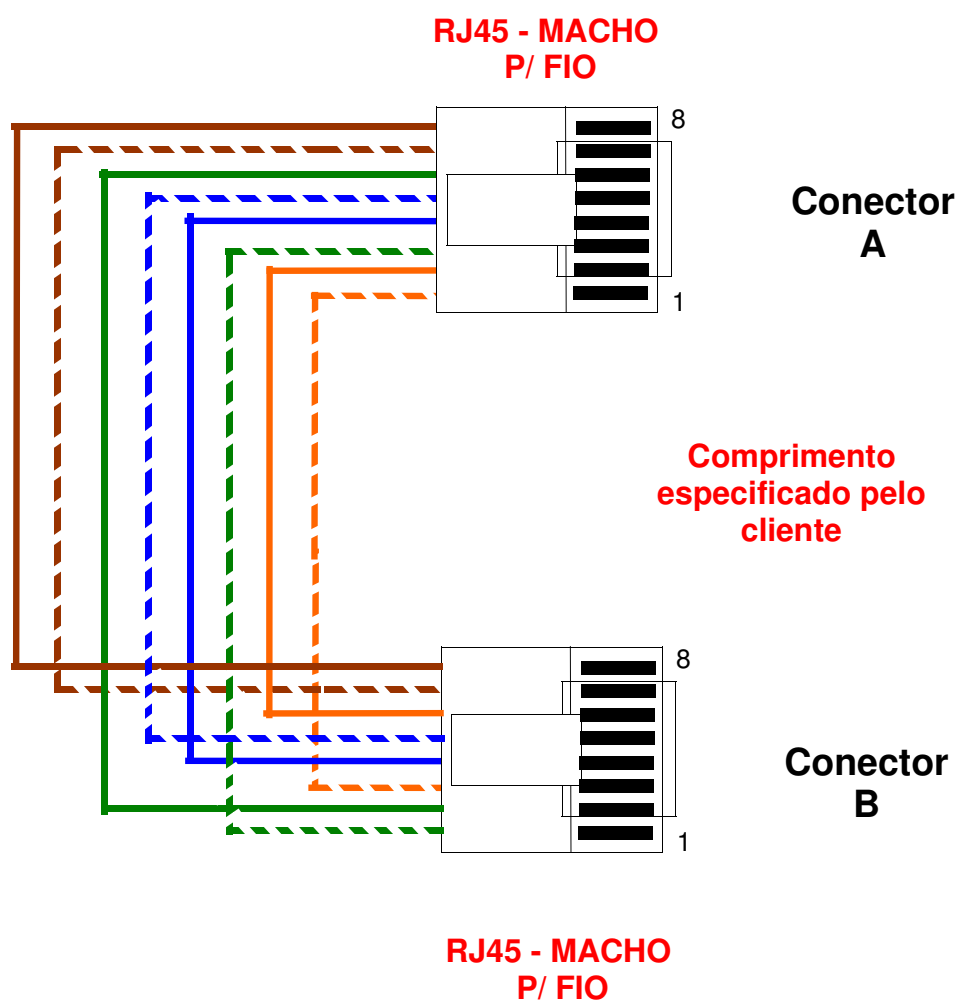 RJ45 - MACHO
P/ FIO
8
Conector
A
1
Comprimento
especificado pelo
cliente
8
Conector
B
1
RJ45 - MACHO
P/ FIO